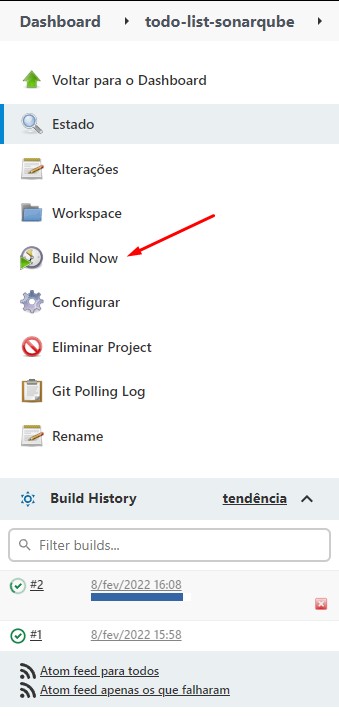 Dashboard
todo-list-sonarqube
Voltar para o Dashboard
Estado
Alterações
Workspace
Build Now
Configurar
Eliminar Project
Git Polling Log
Rename
Build History tendência
Filter builds...
#2 8/fev/2022 16:08
#1 8/fev/2022 15:58
Atom feed para todos
Atom feed apenas os que falharam